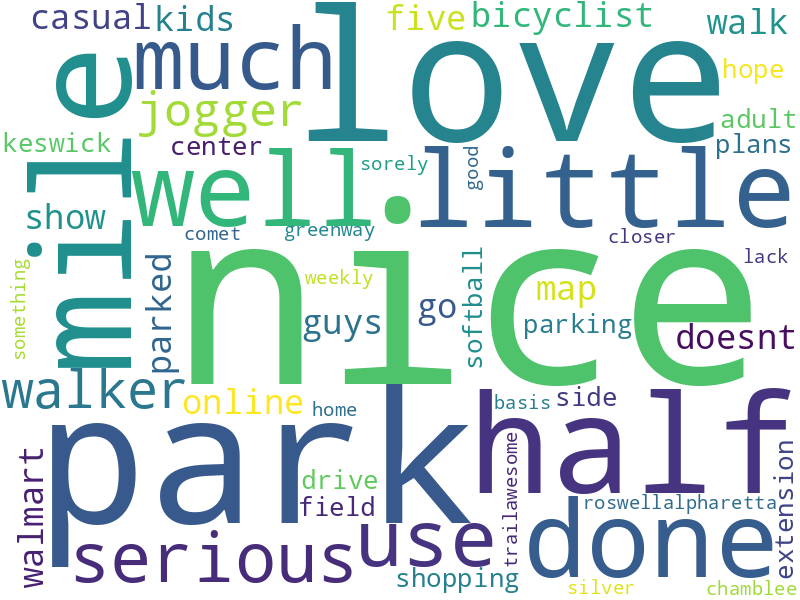 casual
kids
love
five
bicyclist
walk
mile
much
hope
jogger
adult
keswick
center
plans
well
sorely
good
little
show
comet
greenway
closer
nice
lack
something
parked
weekly
guys
go
softball
map
parking
doesnt
walker
online
home
park
half
basis
side
walmart
serious
drive
field
use
trailawesome
done
roswellalpharetta
extension
shopping
silver
chamblee